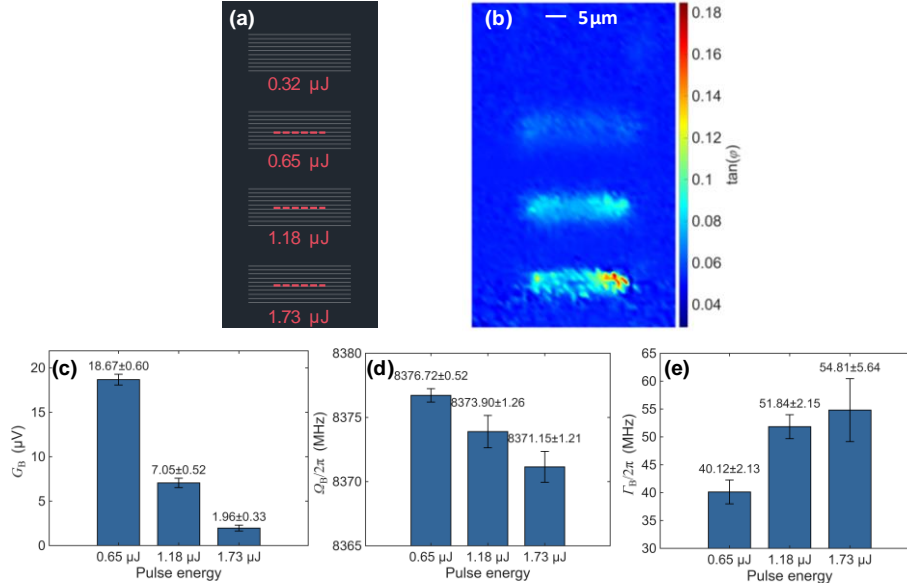 (a)
0.32 μJ
0.65 μJ
1.18 μJ
1.73 μJ
(b)
5μm
0.18
0.16
0.14
0.12
0.1
0.08
0.06
0.04
tan(φ)
(c)
20
15
10
5
0
G_B (μV)
18.67±0.60
7.05±0.52
1.96±0.33
0.65 μJ 1.18 μJ 1.73 μJ
Pulse energy
(d)
8380
8375
8370
8365
Ω_B/2π (MHz)
8376.72±0.52
8373.90±1.26
8371.15±1.21
0.65 μJ 1.18 μJ 1.73 μJ
Pulse energy
(e)
65
60
55
50
45
40
35
30
Γ_B/2π (MHz)
40.12±2.13
51.84±2.15
54.81±5.64
0.65 μJ 1.18 μJ 1.73 μJ
Pulse energy